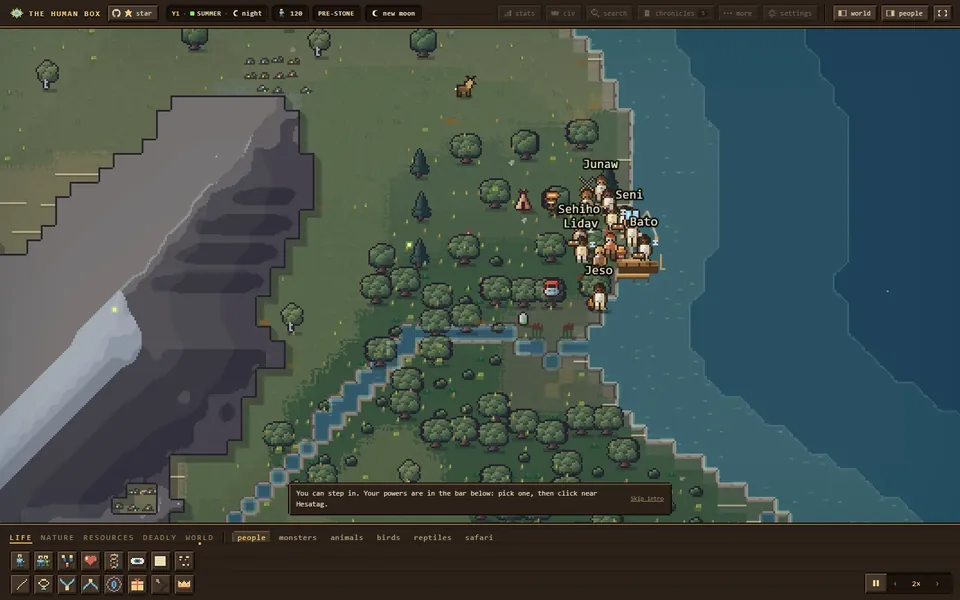 THE HUMAN BOX star Y1 · SUMMER · night 120 PRE-STONE new moon stats civ search chronicles 1 more settings world people
Junaw
Seni
Sehiho
Liday Bato
Jeso
You can step in. Your powers are in the bar below: pick one, then click near
Hesatag.
Skip intro
LIFE NATURE RESOURCES DEADLY WORLD people monsters animals birds reptiles safari
2x